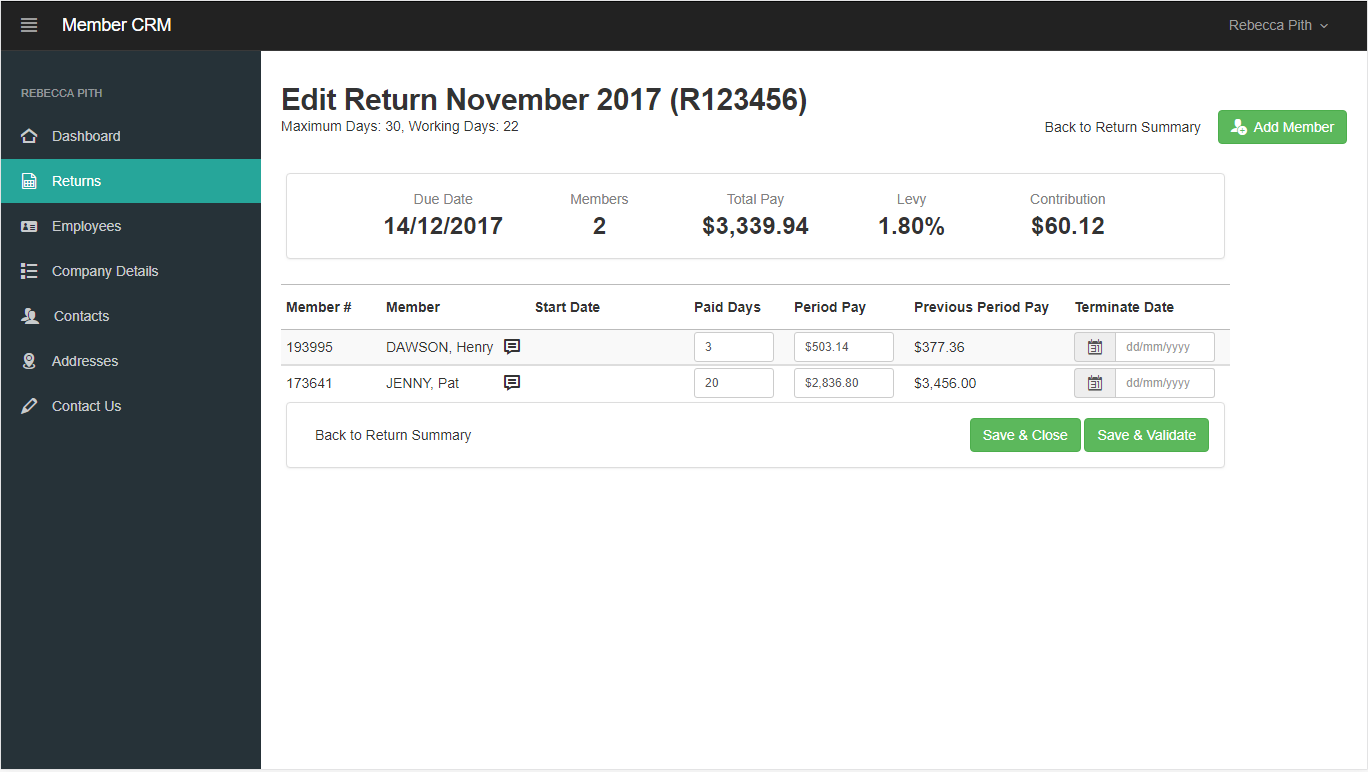 Member CRM
Rebecca Pith
REBECCA PITH
Dashboard
Returns
Employees
Company Details
Contacts
Addresses
Contact Us
Edit Return November 2017 (R123456)
Maximum Days: 30, Working Days: 22
Back to Return Summary
Add Member
Due Date Members Total Pay Levy Contribution
14/12/2017 2 $3,339.94 1.80% $60.12
Member # Member Start Date Paid Days Period Pay Previous Period Pay Terminate Date
193995 DAWSON, Henry 3 $503.14 $377.36 31 dd/mm/yyyy
173641 JENNY, Pat 20 $2,836.80 $3,456.00 31 dd/mm/yyyy
Back to Return Summary Save & Close Save & Validate